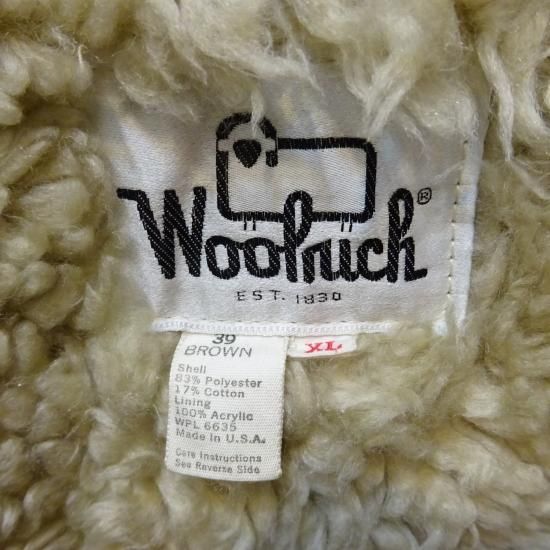 Woolrich®
EST. 1830
39
BROWN
XL
Shell
83% Polyester
17% Cotton
Lining
100% Acrylic
WPL 6635
Made in U.S.A.
Care Instructions
See Reverse Side